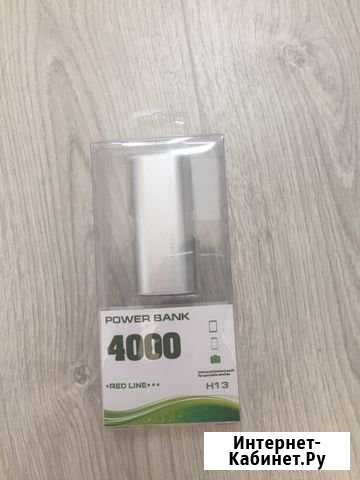 POWER BANK
4000
•RED LINE•••
H13
Интернет-
Кабинет.Ру